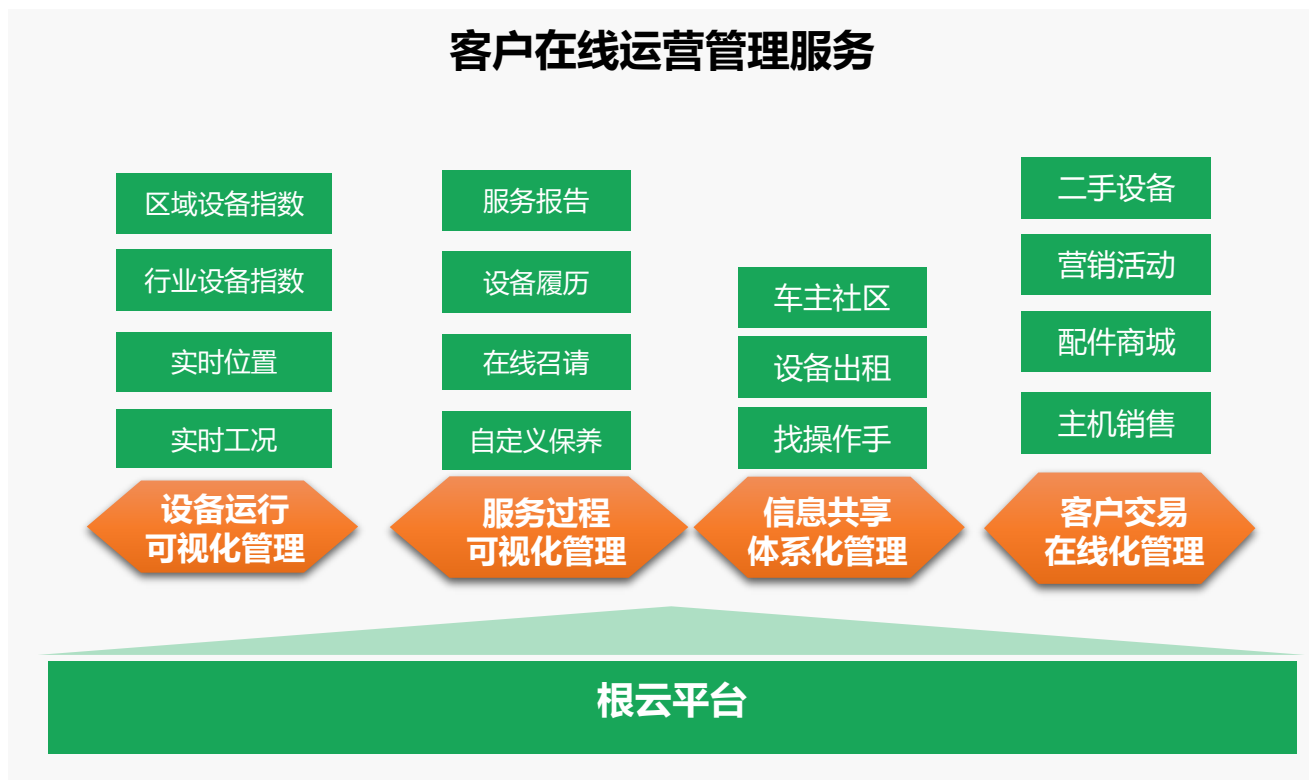 客户在线运营管理服务
区域设备指数
行业设备指数
实时位置
实时工况
设备运行
可视化管理
服务报告
设备履历
在线召请
自定义保养
服务过程
可视化管理
车主社区
设备出租
找操作手
信息共享
体系化管理
二手设备
营销活动
配件商城
主机销售
客户交易
在线化管理
根云平台